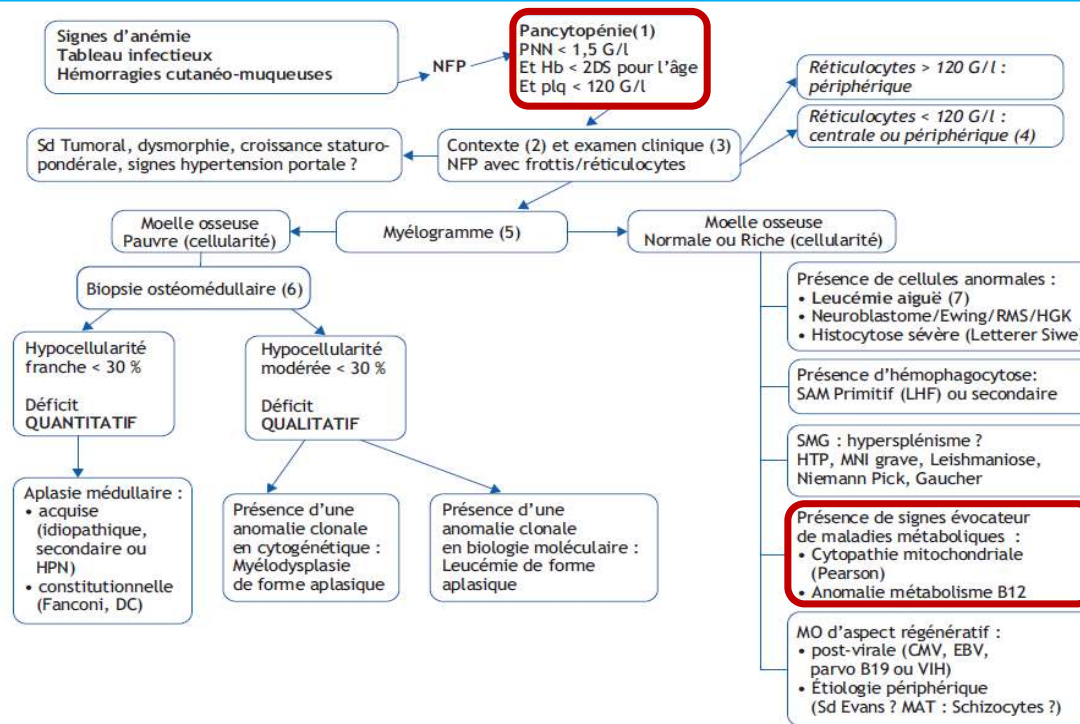 Signes d'anémie
Tableau infectieux
Hémorragies cutanéo-muqueuses
NFP
Pancytopénie(1)
PNN < 1,5 G/l
Et Hb < 2DS pour l'âge
Et plq < 120 G/l
Réticulocytes > 120 G/l :
périphérique
Réticulocytes < 120 G/l :
centrale ou périphérique (4)
Sd Tumoral, dysmorphie, croissance staturo-
pondérale, signes hypertension portale ?
Contexte (2) et examen clinique (3)
NFP avec frottis/réticulocytes
Moelle osseuse
Pauvre (cellularité)
Myélogramme (5)
Moelle osseuse
Normale ou Riche (cellularité)
Biopsie ostéomédullaire (6)
Hypocellularité
franche < 30 %
Déficit
QUANTITATIF
Hypocellularité
modérée < 30 %
Déficit
QUALITATIF
Aplasie médullaire :
• acquise
(idiopathique,
secondaire ou
HPN)
• constitutionnelle
(Fanconi, DC)
Présence d'une
anomalie clonale
en cytogénétique :
Myélodysplasie
de forme aplasique
Présence d'une
anomalie clonale
en biologie moléculaire :
Leucémie de forme
aplasique
Présence de cellules anormales :
• Leucémie aiguë (7)
• Neuroblastome/Ewing/RMS/HGK
• Histocytose sévère (Letterer Siwe)
Présence d'hémophagocytose:
SAM Primitif (LHF) ou secondaire
SMG : hypersplénisme ?
HTP, MNI grave, Leishmaniose,
Niemann Pick, Gaucher
Présence de signes évocateur
de maladies métaboliques :
• Cytopathie mitochondriale
(Pearson)
• Anomalie métabolisme B12
MO d'aspect régénératif :
• post-virale (CMV, EBV,
parvo B19 ou VIH)
• Étiologie périphérique
(Sd Evans ? MAT : Schizocytes ?)